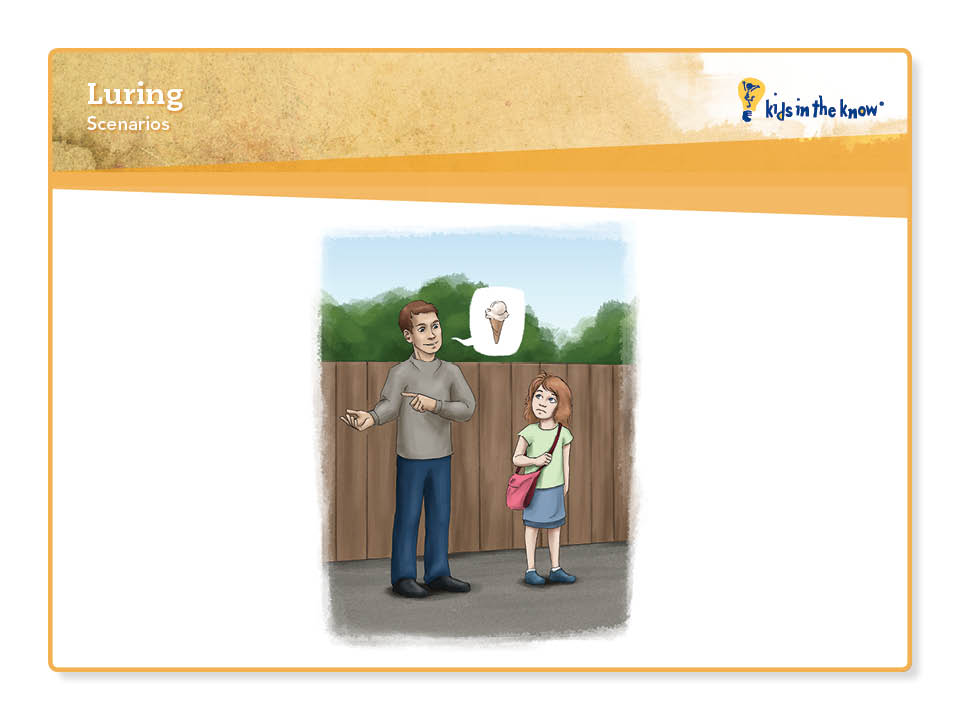 Luring
Scenarios
kids in the know®